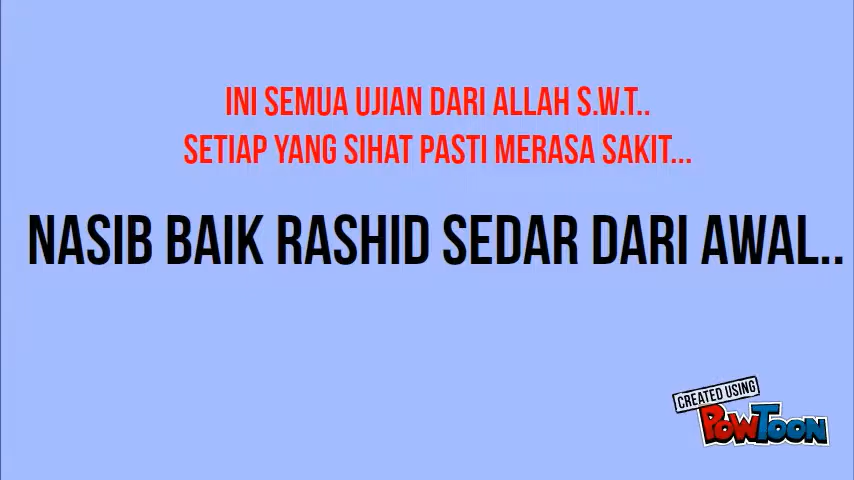 INI SEMUA UJIAN DARI ALLAH S.W.T..
SETIAP YANG SIHAT PASTI MERASA SAKIT...
NASIB BAIK RASHID SEDAR DARI AWAL..
CREATED USING
POWTOON